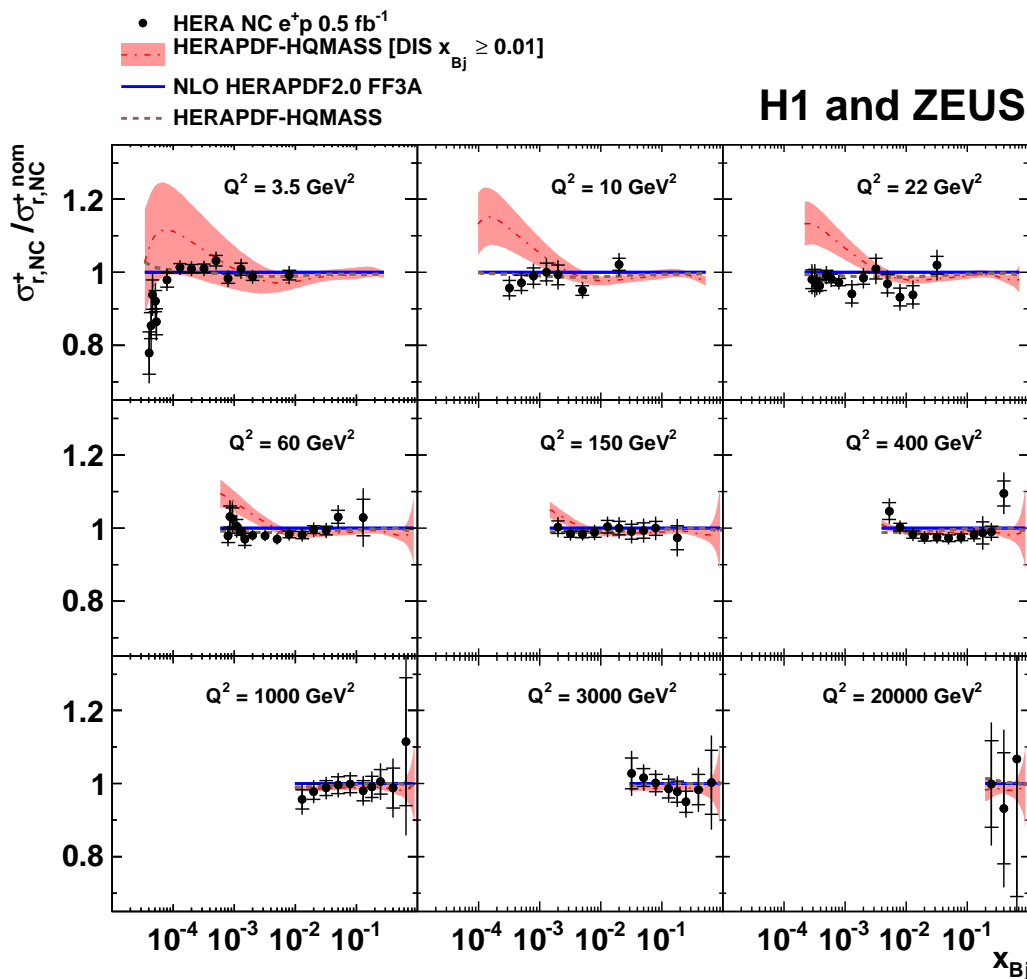 HERA NC e⁺p 0.5 fb⁻¹
HERAPDF-HQMASS [DIS x_Bj ≥ 0.01]
NLO HERAPDF2.0 FF3A
HERAPDF-HQMASS
H1 and ZEUS
σ⁺_r,NC / σ⁺ nom_r,NC
Q² = 3.5 GeV²
Q² = 10 GeV²
Q² = 22 GeV²
1.2
1
0.8
Q² = 60 GeV²
Q² = 150 GeV²
Q² = 400 GeV²
1.2
1
0.8
Q² = 1000 GeV²
Q² = 3000 GeV²
Q² = 20000 GeV²
1.2
1
0.8
10⁻⁴ 10⁻³ 10⁻² 10⁻¹ 10⁻⁴ 10⁻³ 10⁻² 10⁻¹ 10⁻⁴ 10⁻³ 10⁻² 10⁻¹
x_Bj